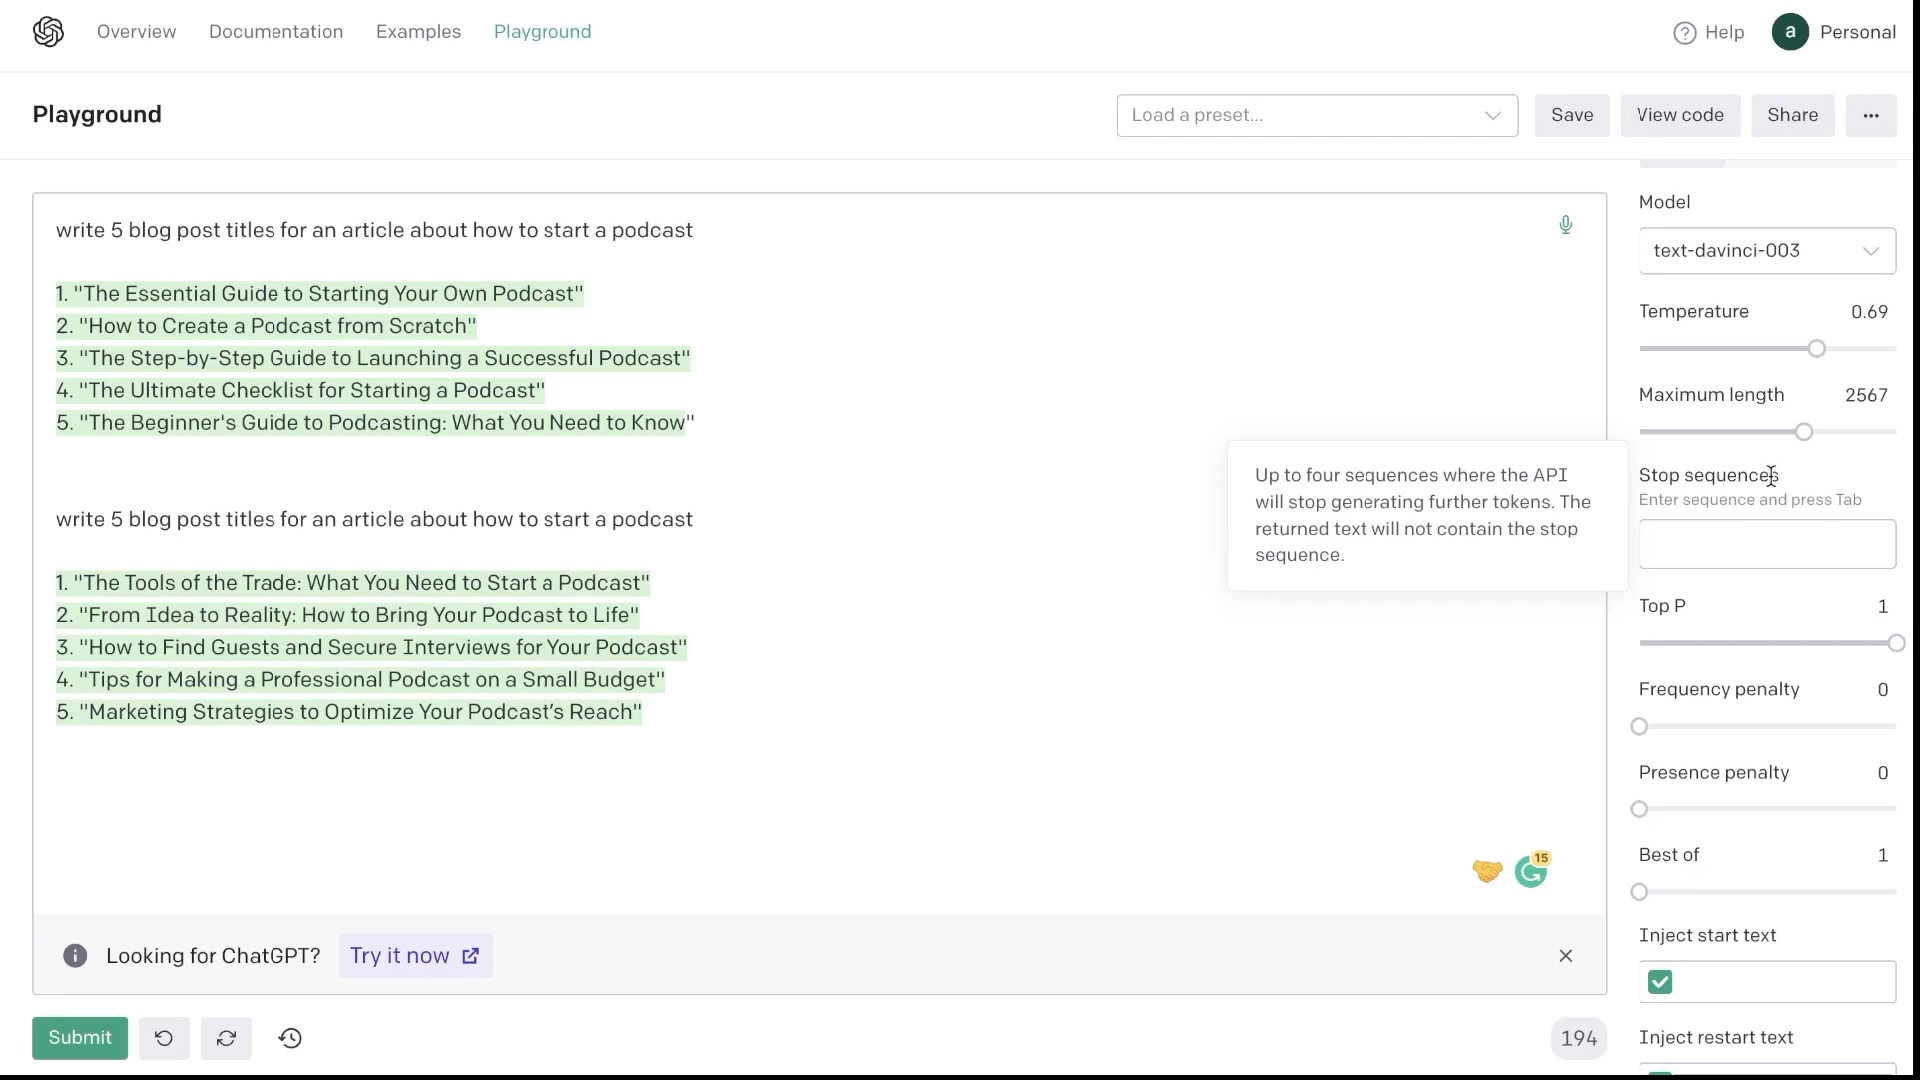 Overview Documentation Examples Playground
Help a Personal
Playground
Load a preset... Save View code Share ...
write 5 blog post titles for an article about how to start a podcast
1. "The Essential Guide to Starting Your Own Podcast"
2. "How to Create a Podcast from Scratch"
3. "The Step-by-Step Guide to Launching a Successful Podcast"
4. "The Ultimate Checklist for Starting a Podcast"
5. "The Beginner's Guide to Podcasting: What You Need to Know"
write 5 blog post titles for an article about how to start a podcast
1. "The Tools of the Trade: What You Need to Start a Podcast"
2. "From Idea to Reality: How to Bring Your Podcast to Life"
3. "How to Find Guests and Secure Interviews for Your Podcast"
4. "Tips for Making a Professional Podcast on a Small Budget"
5. "Marketing Strategies to Optimize Your Podcast's Reach"
15
Looking for ChatGPT? Try it now
Submit
194
Up to four sequences where the API
will stop generating further tokens. The
returned text will not contain the stop
sequence.
Model
text-davinci-003
Temperature 0.69
Maximum length 2567
Stop sequences
Enter sequence and press Tab
Top P 1
Frequency penalty 0
Presence penalty 0
Best of 1
Inject start text
Inject restart text